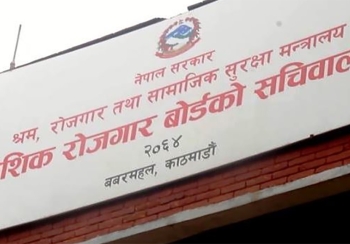 नेपाल सरकार
श्रम, रोजगार तथा सामाजिक सुरक्षा मन्त्रालय
रोजगार बोर्डको
२०६४
बबरमहल, काठमाडौं